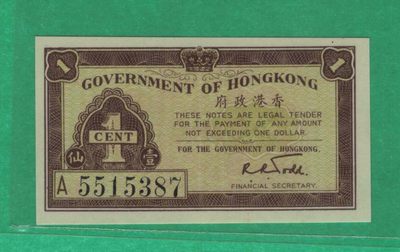 1 1
GOVERNMENT OF HONGKONG
府政港香
THESE NOTES ARE LEGAL TENDER
FOR THE PAYMENT OF ANY AMOUNT
NOT EXCEEDING ONE DOLLAR.
FOR THE GOVERNMENT OF HONGKONG.
1
CENT
仙 壹
A 5515387
R R Todd
FINANCIAL SECRETARY.